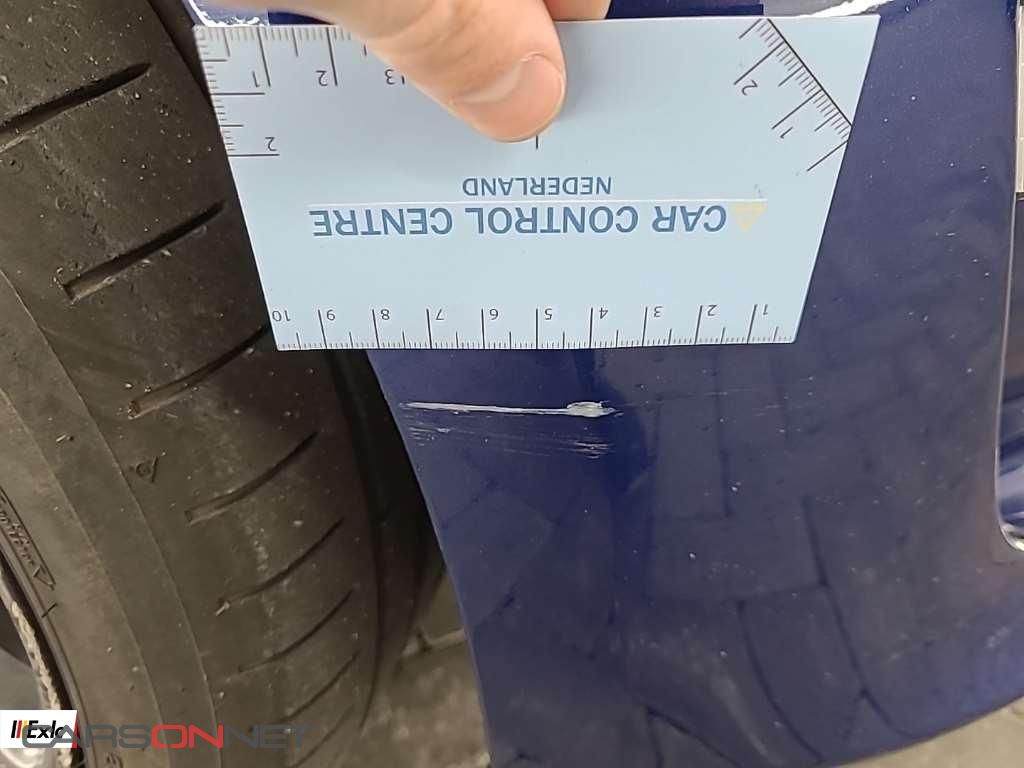 1 2 3
2
2
1
NEDERLAND
CAR CONTROL CENTRE
10 9 8 7 6 5 4 3 2 1
CARSONNET